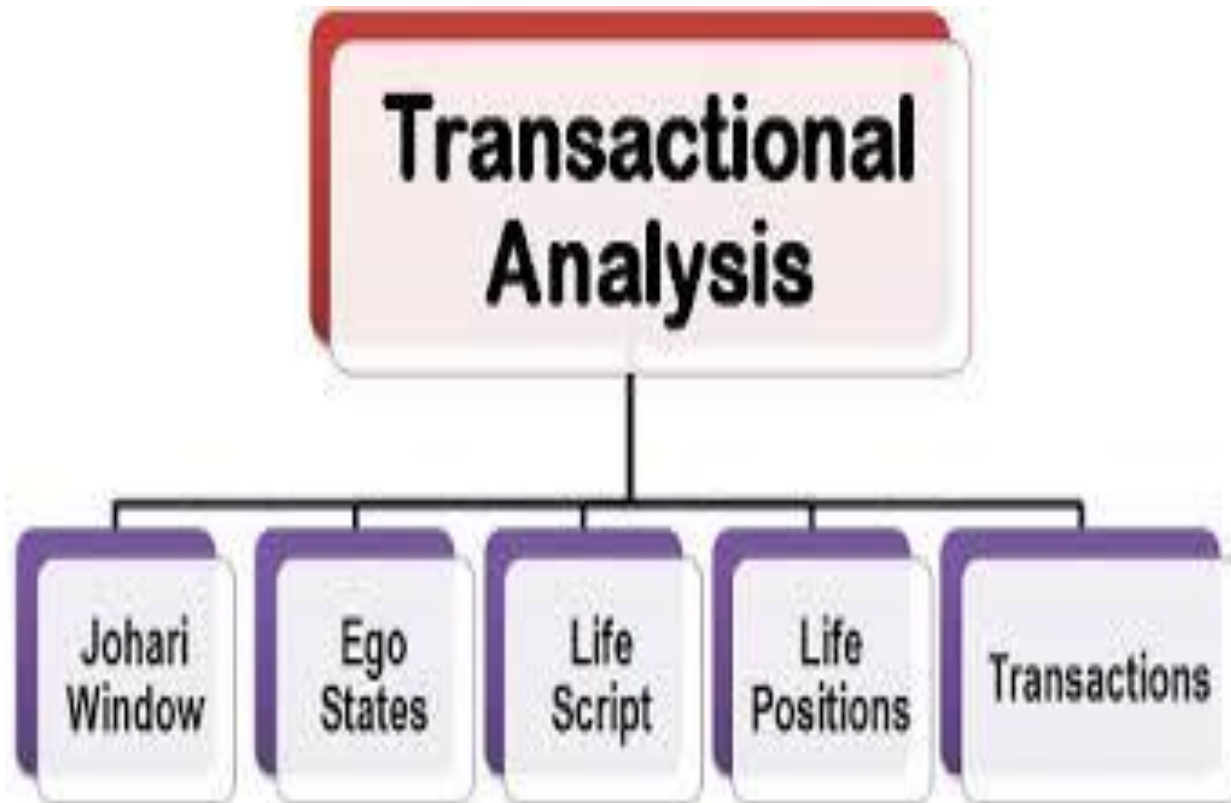 Transactional
Analysis
Johari
Window
Ego
States
Life
Script
Life
Positions
Transactions